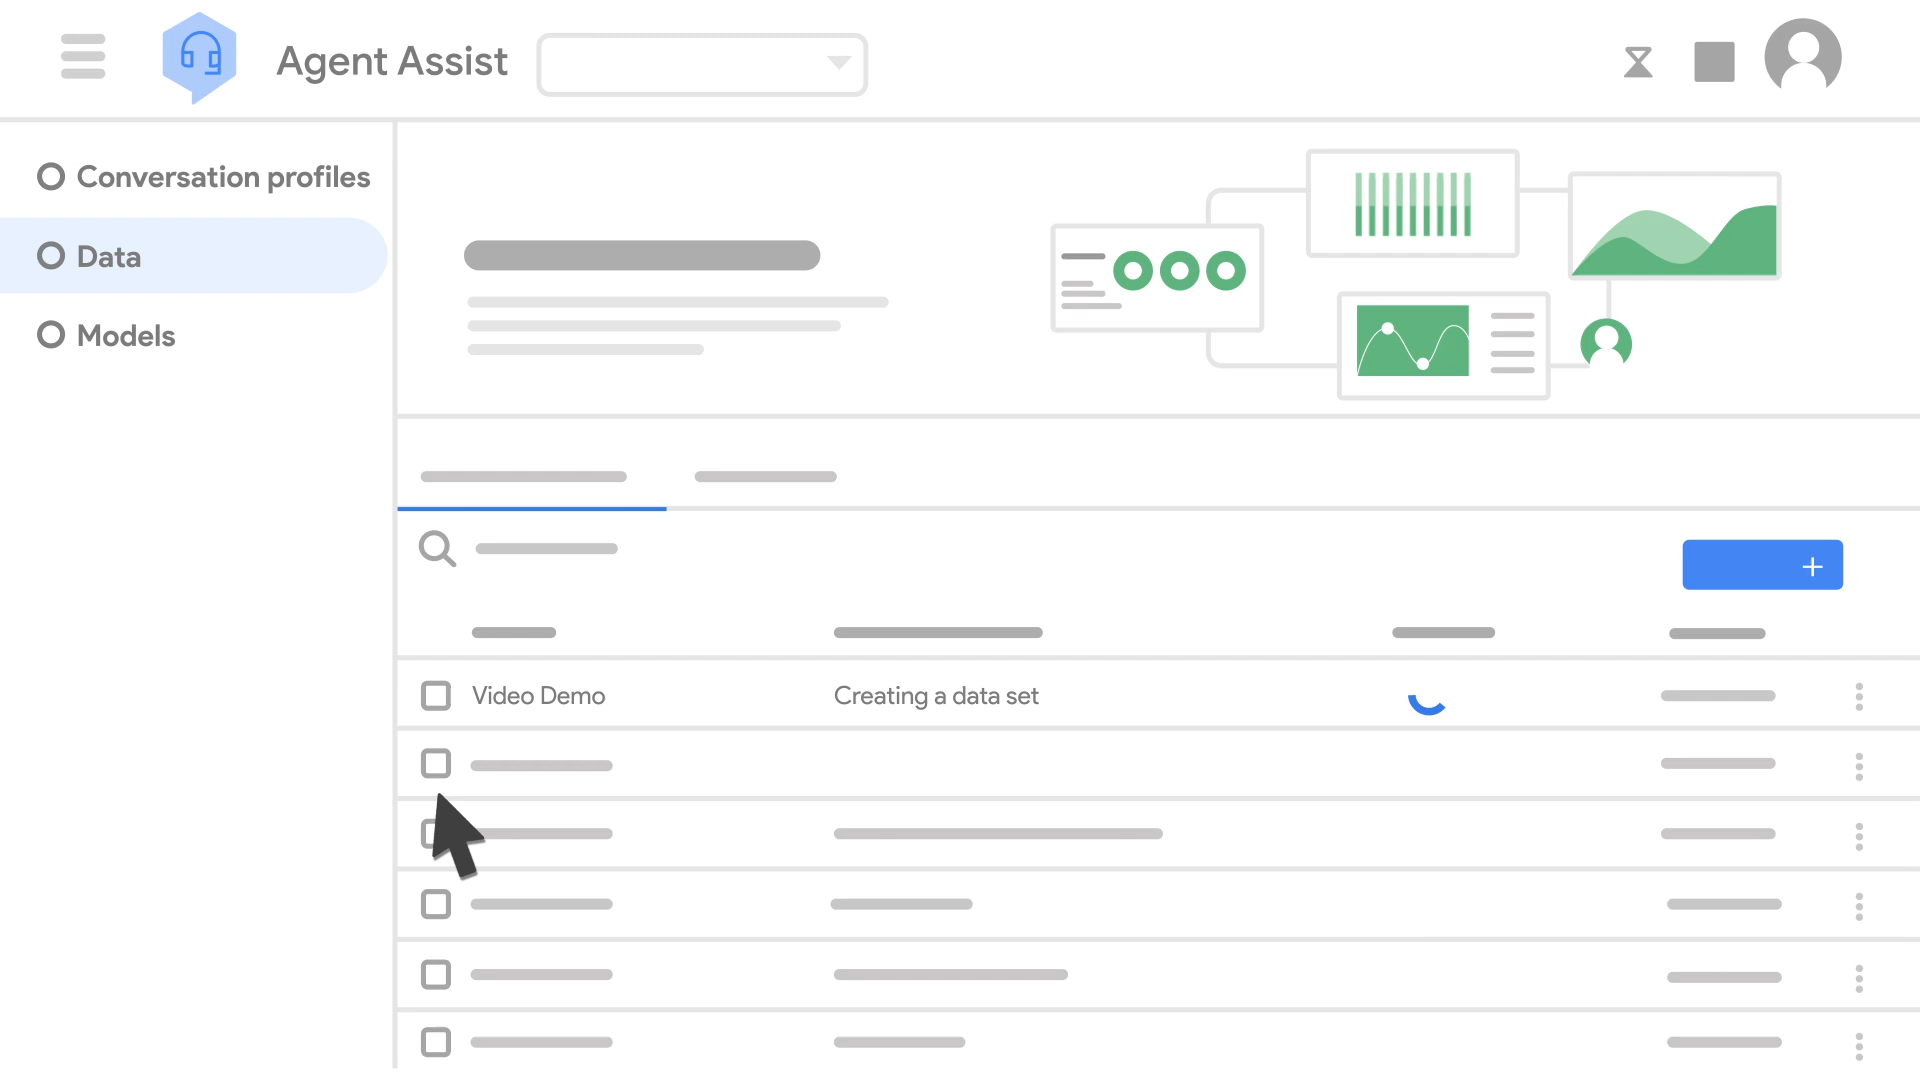 Agent Assist
Conversation profiles
Data
Models
Video Demo
Creating a data set